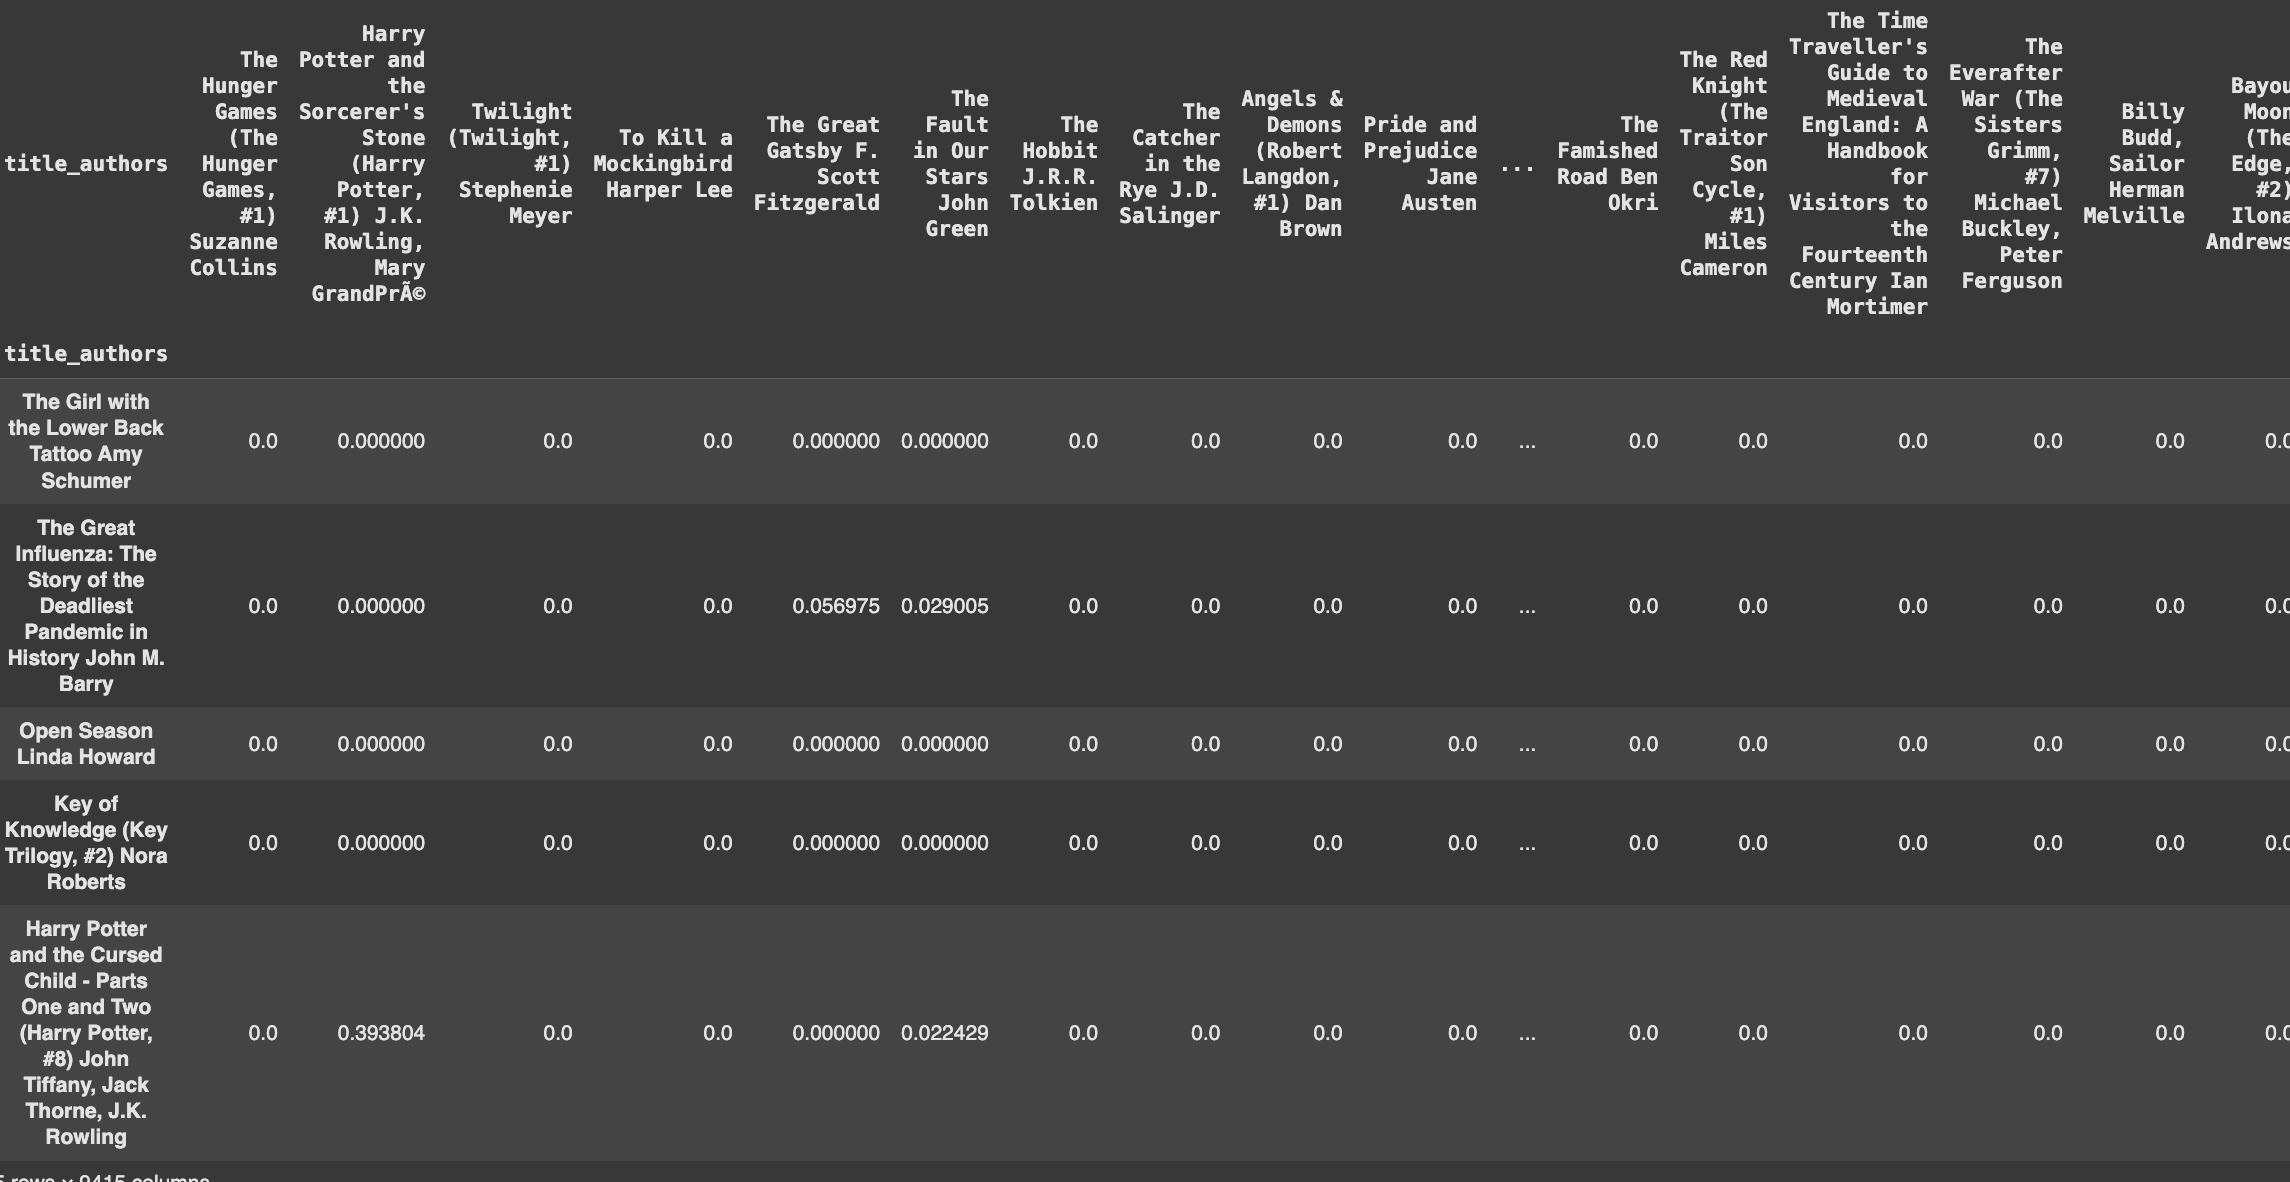 title_authors
The
Hunger
Games
(The
Hunger
Games,
#1)
Suzanne
Collins
Harry
Potter and
the
Sorcerer's
Stone
(Harry
Potter,
#1) J.K.
Rowling,
Mary
GrandPrÃ©
Twilight
(Twilight,
#1)
Stephenie
Meyer
To Kill a
Mockingbird
Harper Lee
The Great
Gatsby F.
Scott
Fitzgerald
The
Fault
in Our
Stars
John
Green
The
Hobbit
J.R.R.
Tolkien
The
Catcher
in the
Rye J.D.
Salinger
Angels &
Demons
(Robert
Langdon,
#1) Dan
Brown
Pride and
Prejudice
Jane
Austen
...
The
Famished
Road Ben
Okri
The Red
Knight
(The
Traitor
Son
Cycle,
#1)
Miles
Cameron
The Time
Traveller's
Guide to
Medieval
England: A
Handbook
for
Visitors to
the
Fourteenth
Century Ian
Mortimer
The
Everafter
War (The
Sisters
Grimm,
#7)
Michael
Buckley,
Peter
Ferguson
Billy
Budd,
Sailor
Herman
Melville
Bayou
Moon
(The
Edge,
#2)
Ilona
Andrews
title_authors
The Girl with
the Lower Back
Tattoo Amy
Schumer
0.0 0.000000 0.0 0.0 0.000000 0.000000 0.0 0.0 0.0 0.0 ... 0.0 0.0 0.0 0.0 0.0 0.0
The Great
Influenza: The
Story of the
Deadliest
Pandemic in
History John M.
Barry
0.0 0.000000 0.0 0.0 0.056975 0.029005 0.0 0.0 0.0 0.0 ... 0.0 0.0 0.0 0.0 0.0 0.0
Open Season
Linda Howard
0.0 0.000000 0.0 0.0 0.000000 0.000000 0.0 0.0 0.0 0.0 ... 0.0 0.0 0.0 0.0 0.0 0.0
Key of
Knowledge (Key
Trilogy, #2) Nora
Roberts
0.0 0.000000 0.0 0.0 0.000000 0.000000 0.0 0.0 0.0 0.0 ... 0.0 0.0 0.0 0.0 0.0 0.0
Harry Potter
and the Cursed
Child - Parts
One and Two
(Harry Potter,
#8) John
Tiffany, Jack
Thorne, J.K.
Rowling
0.0 0.393804 0.0 0.0 0.000000 0.022429 0.0 0.0 0.0 0.0 ... 0.0 0.0 0.0 0.0 0.0 0.0
5 rows × 9415 columns